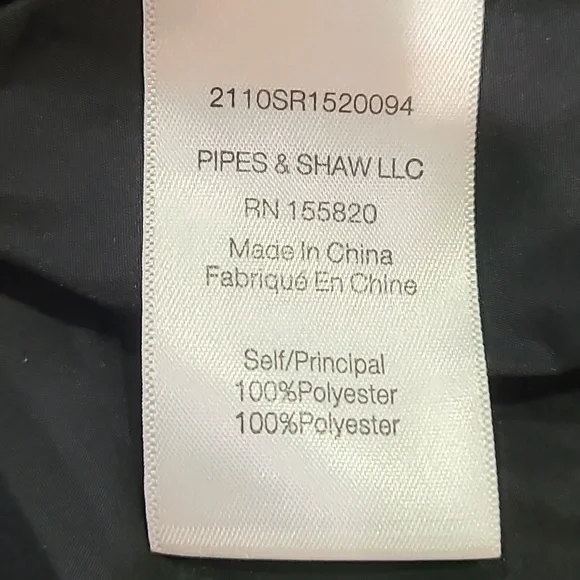 2110SR1520094
PIPES & SHAW LLC
RN 155820
Made In China
Fabriqué En Chine
Self/Principal
100%Polyester
100%Polyester